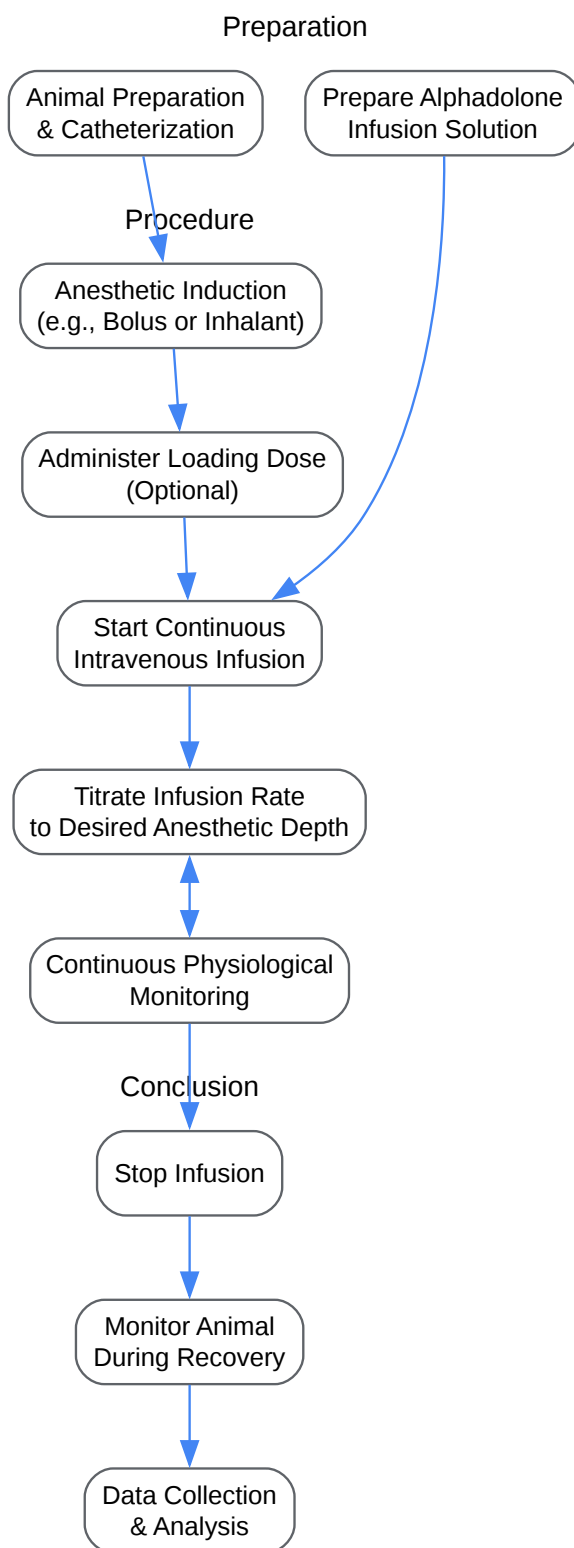 Preparation
Animal Preparation
& Catheterization
Prepare Alphadolone
Infusion Solution
Procedure
Anesthetic Induction
(e.g., Bolus or Inhalant)
Administer Loading Dose
(Optional)
Start Continuous
Intravenous Infusion
Titrate Infusion Rate
to Desired Anesthetic Depth
Continuous Physiological
Monitoring
Conclusion
Stop Infusion
Monitor Animal
During Recovery
Data Collection
& Analysis